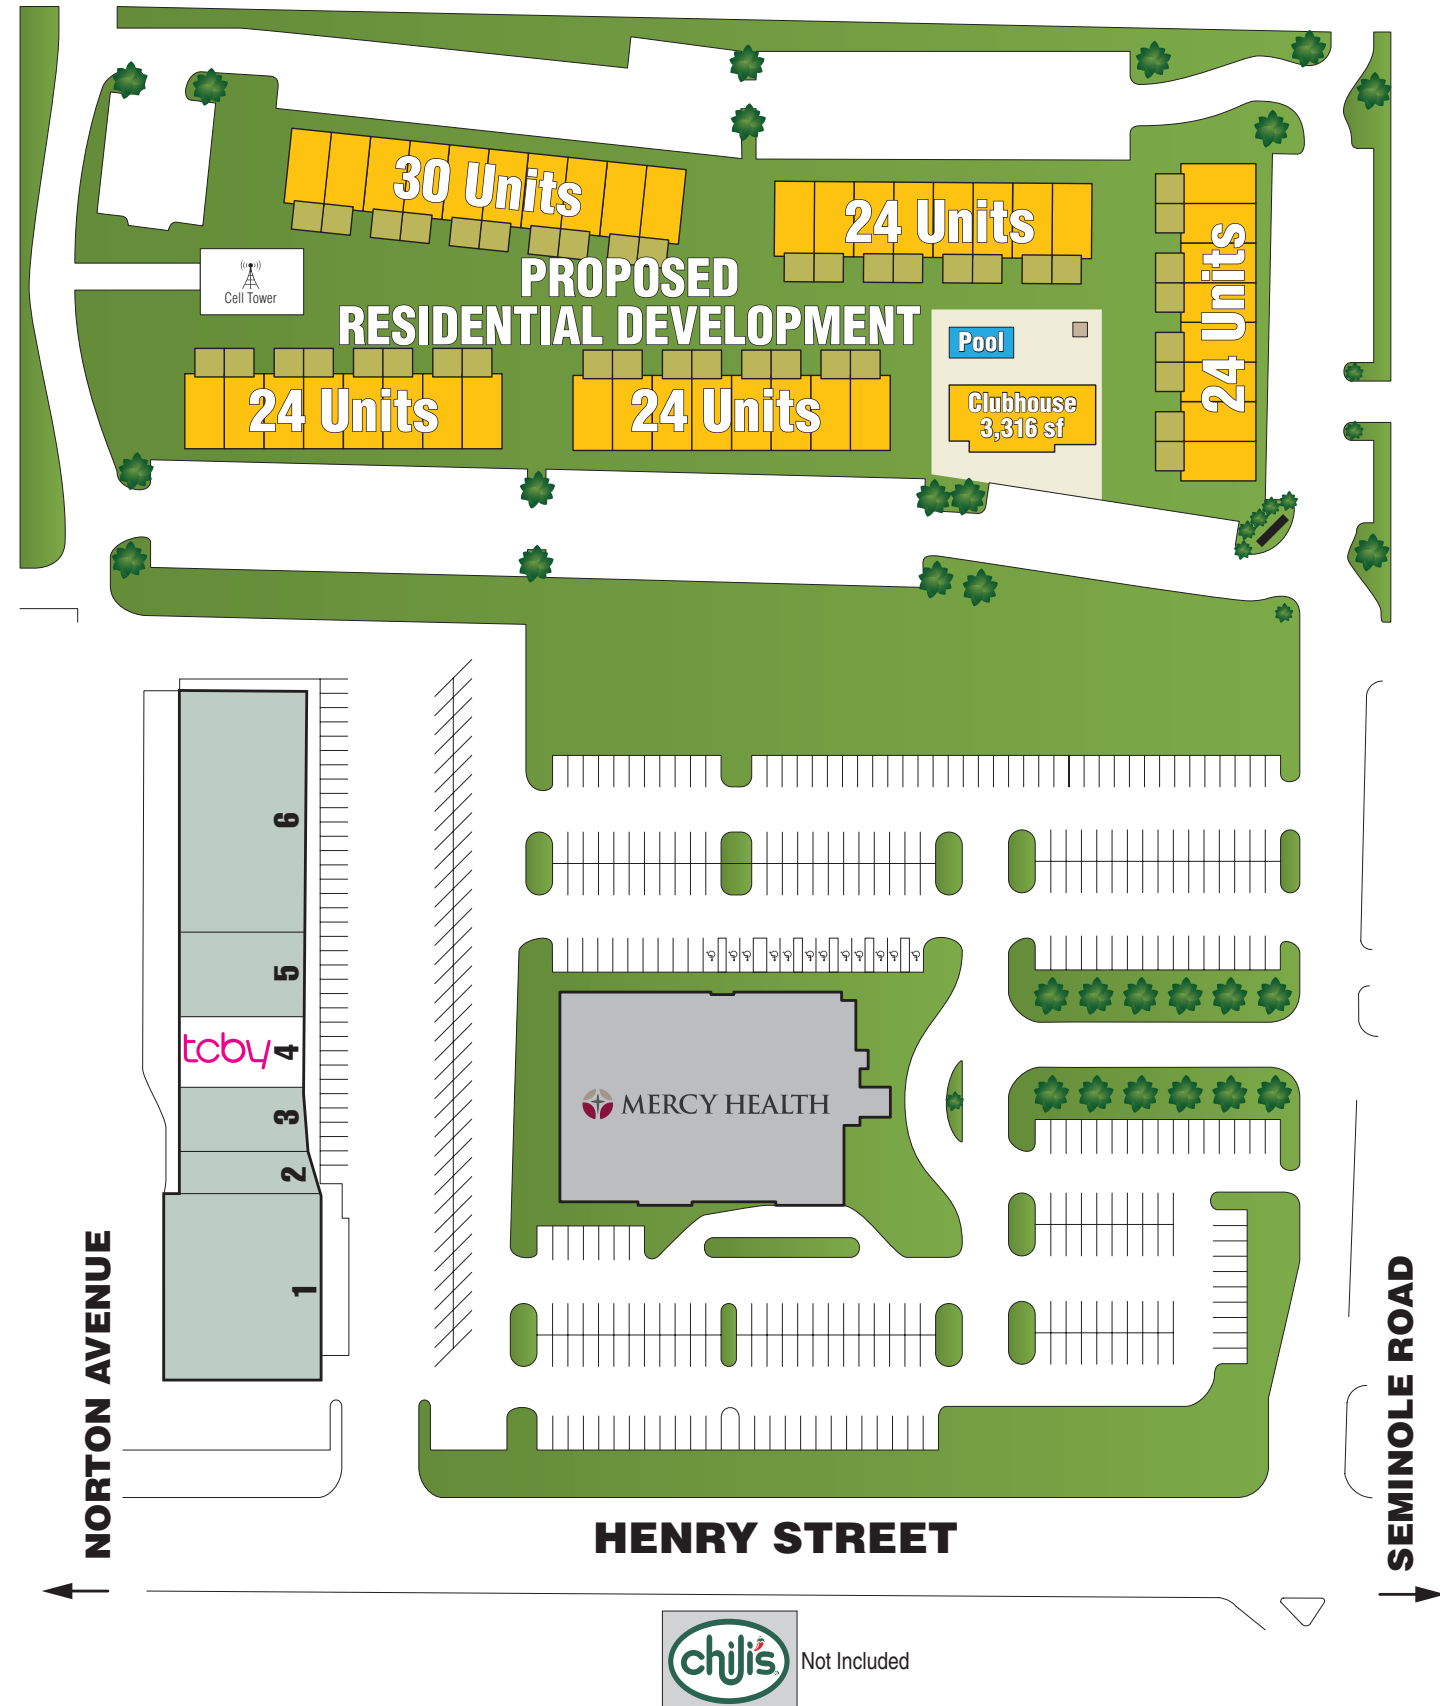 30 Units
24 Units
24 Units
Cell Tower
PROPOSED
RESIDENTIAL DEVELOPMENT
Pool
24 Units
24 Units
Clubhouse
3,316 sf
6
5
tcby
4
3
2
1
MERCY HEALTH
NORTON AVENUE
SEMINOLE ROAD
HENRY STREET
chili's
Not Included